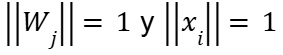 ||W_j|| = 1 y ||x_i|| = 1